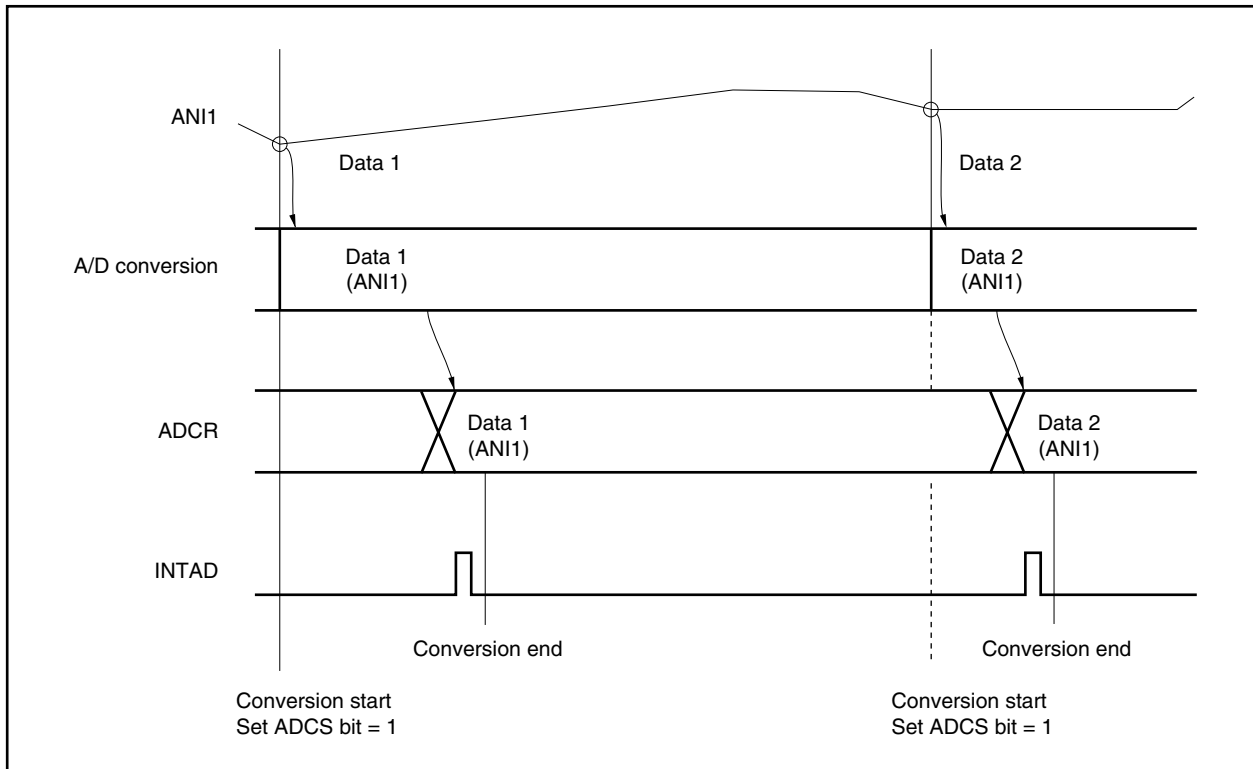 ANI1
Data 1
Data 2
A/D conversion
Data 1
(ANI1)
Data 2
(ANI1)
ADCR
Data 1
(ANI1)
Data 2
(ANI1)
INTAD
Conversion end
Conversion end
Conversion start
Set ADCS bit = 1
Conversion start
Set ADCS bit = 1